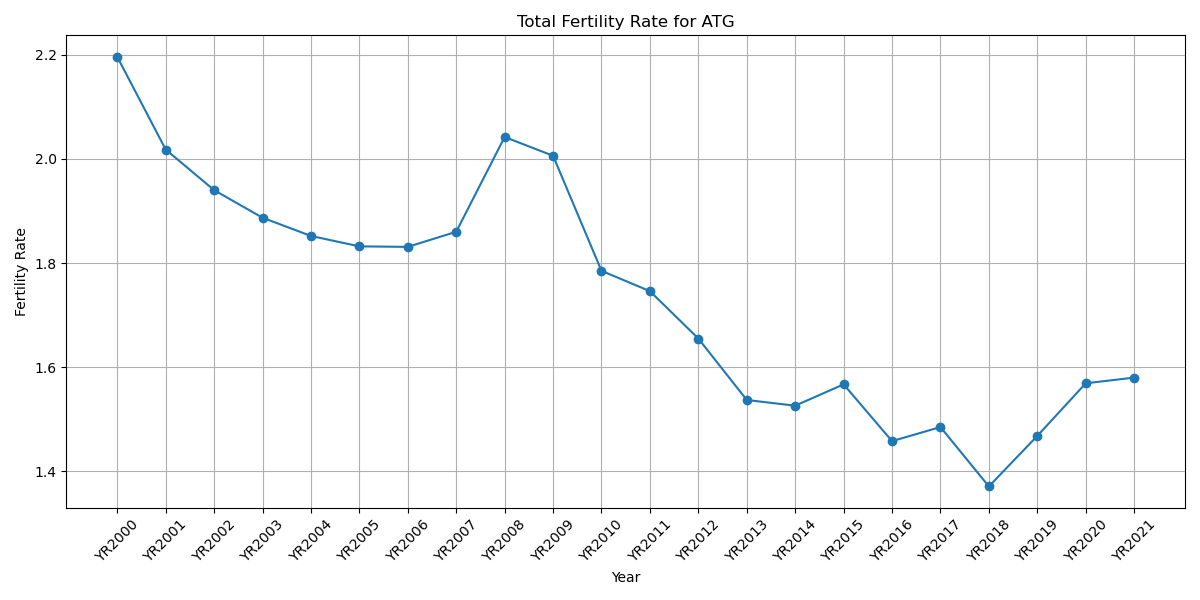 Total Fertility Rate for ATG
2.2
2.0
1.8
1.6
1.4
Fertility Rate
YR2000
YR2001
YR2002
YR2003
YR2004
YR2005
YR2006
YR2007
YR2008
YR2009
YR2010
YR2011
YR2012
YR2013
YR2014
YR2015
YR2016
YR2017
YR2018
YR2019
YR2020
YR2021
Year